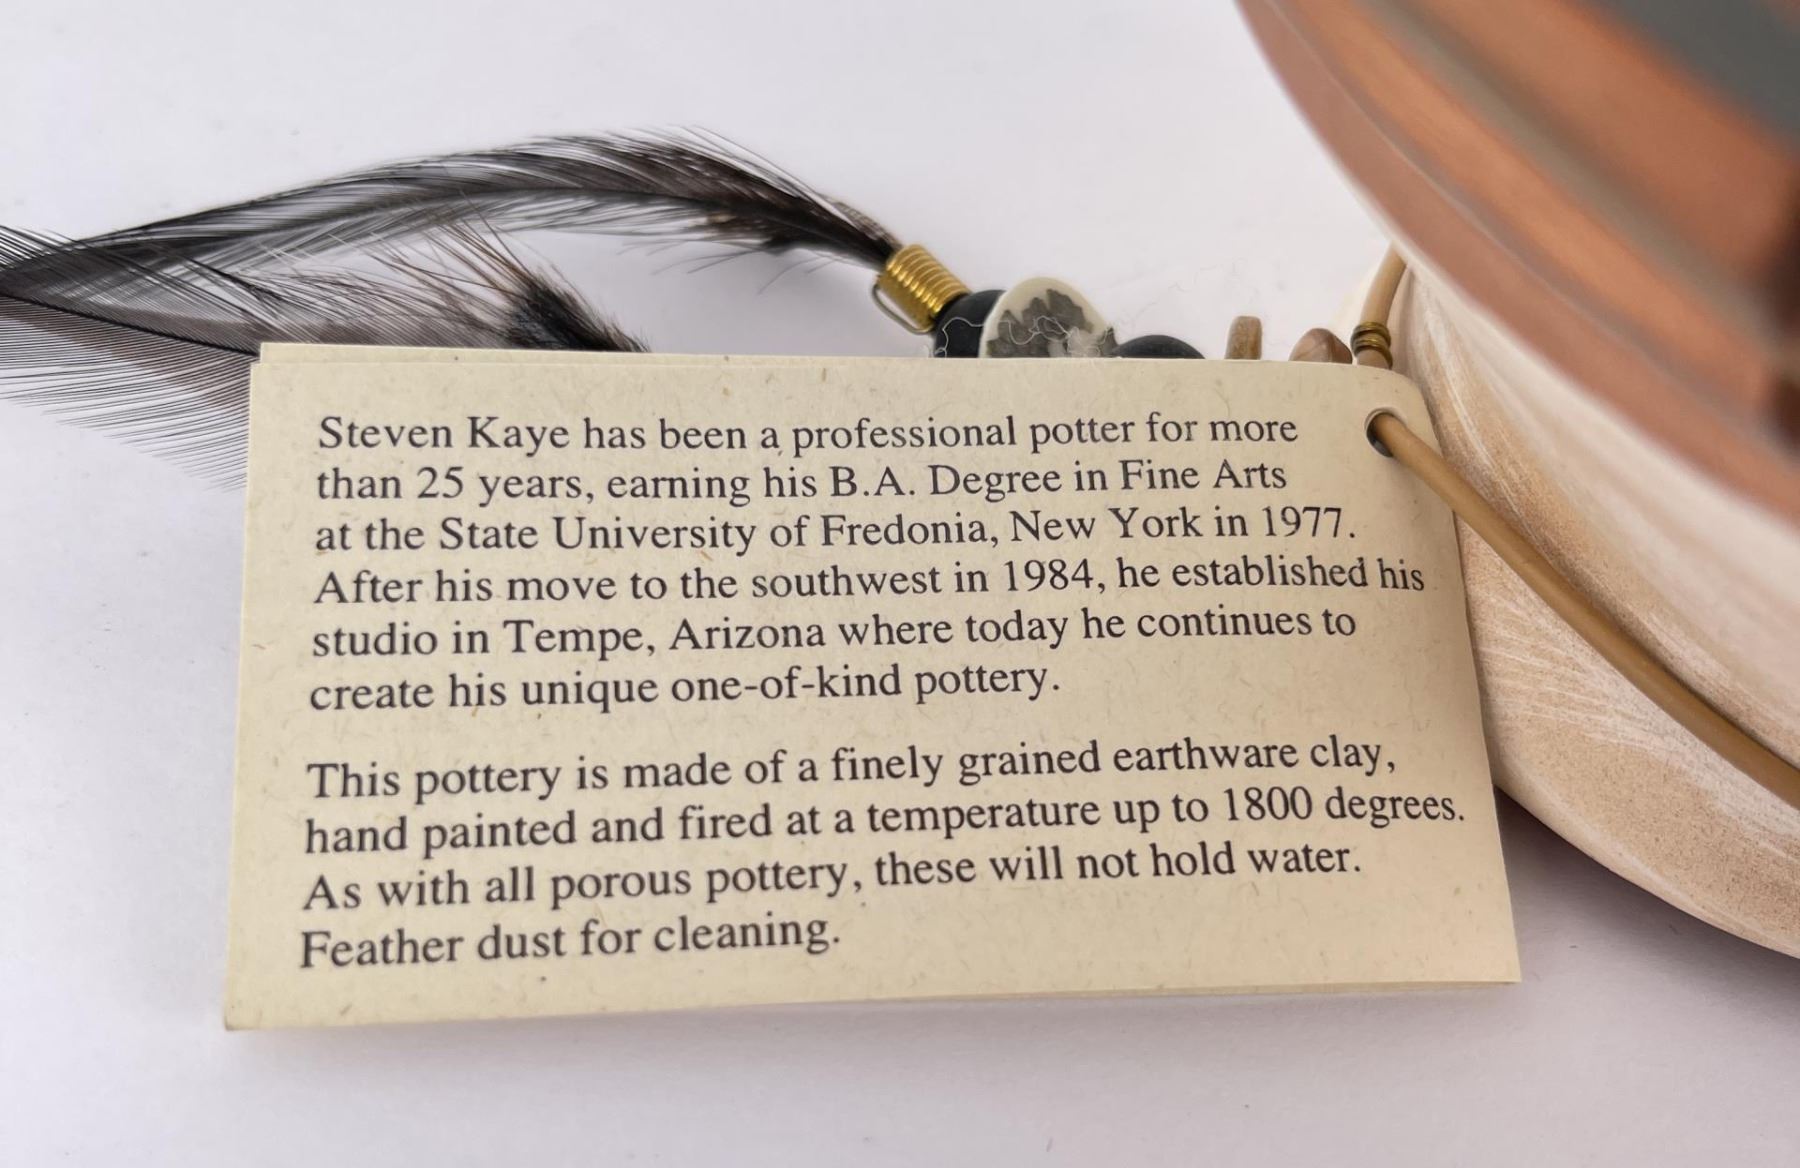 Steven Kaye has been a professional potter for more
than 25 years, earning his B.A. Degree in Fine Arts
at the State University of Fredonia, New York in 1977.
After his move to the southwest in 1984, he established his
studio in Tempe, Arizona where today he continues to
create his unique one-of-kind pottery.
This pottery is made of a finely grained earthware clay,
hand painted and fired at a temperature up to 1800 degrees.
As with all porous pottery, these will not hold water.
Feather dust for cleaning.